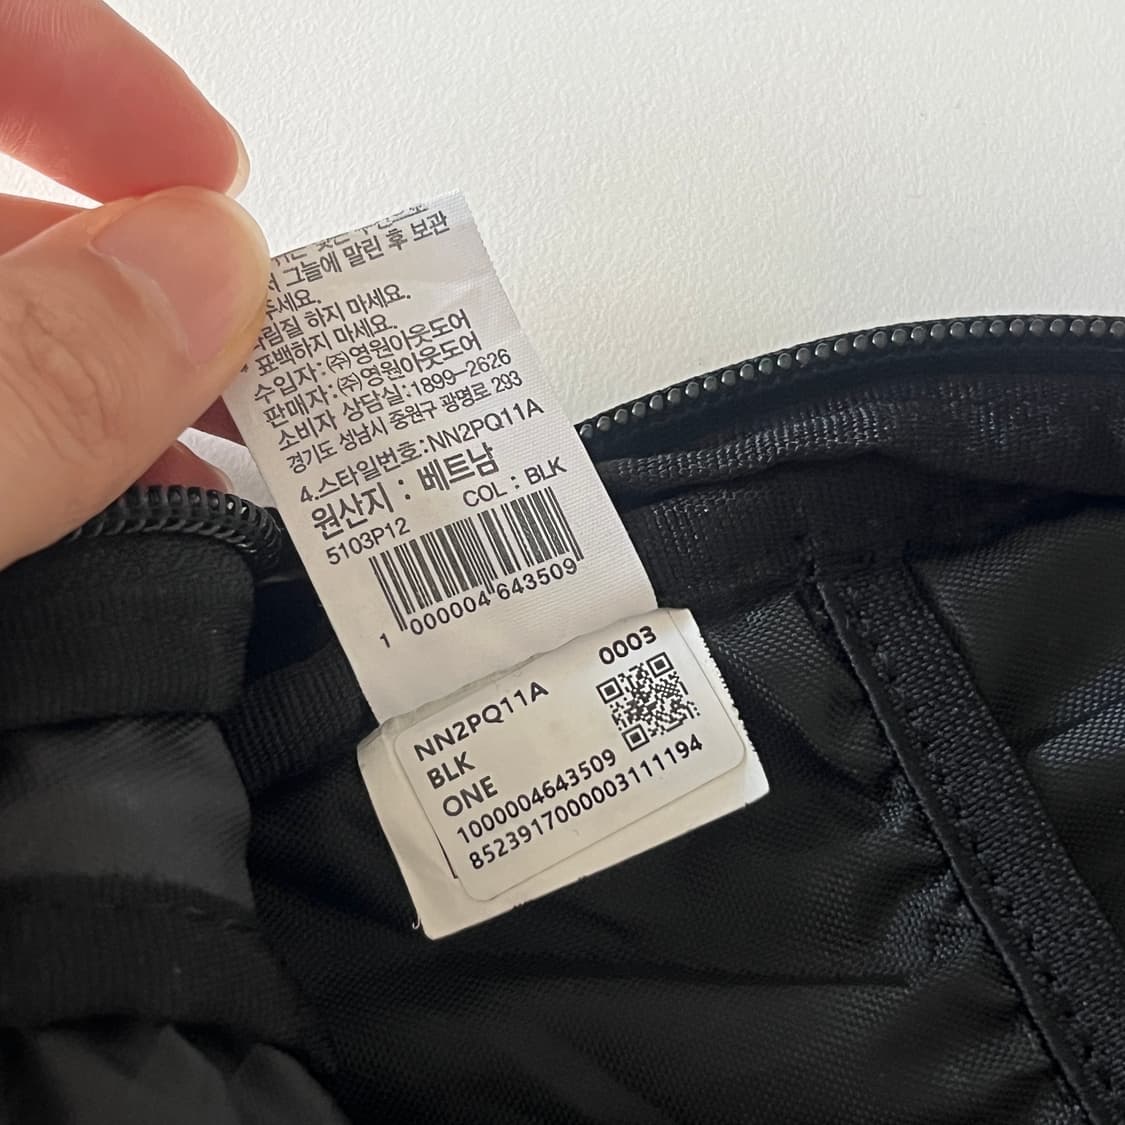 서 그늘에 말린 후 보관
주세요.
하지 마세요.
표백하지 마세요.
수입자:㈜영원아웃도어
판매자:㈜영원아웃도어
소비자 상담실:1899-2626
경기도 성남시 중원구 광명로 293
4.스타일번호:NN2PQ11A
원산지 : 베트남
5103P12 COL : BLK
1 000004 643509
0003
NN2PQ11A
BLK
ONE
1000004643509
8523917000003111194